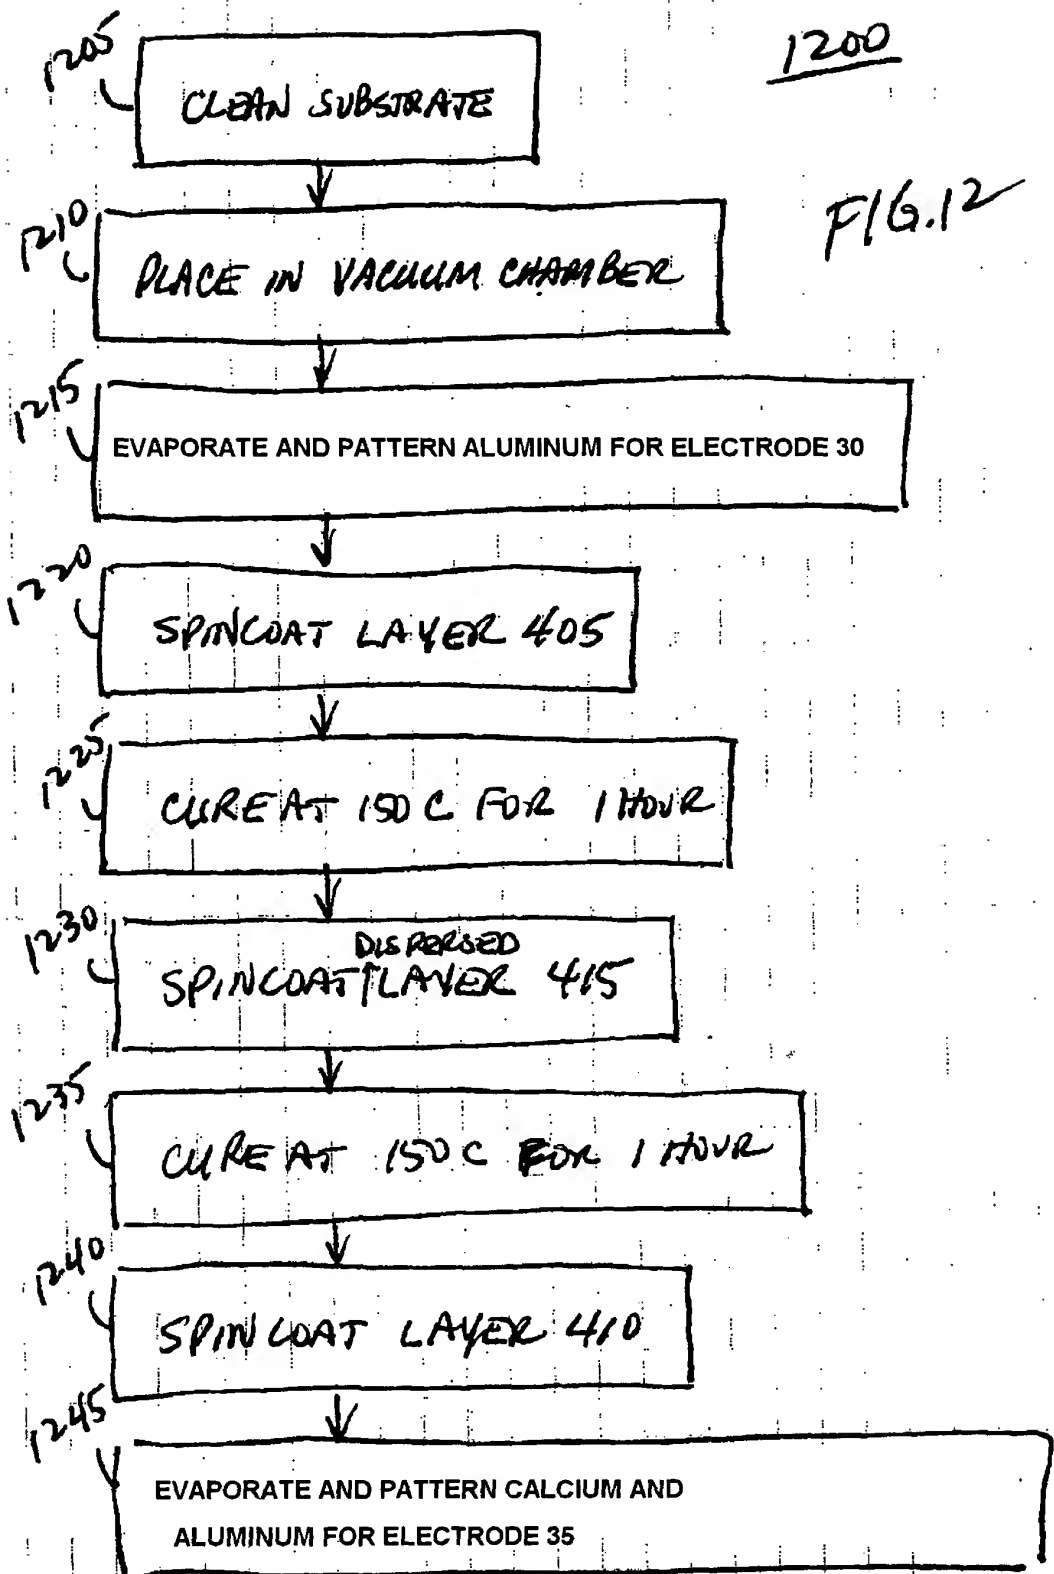 1200
FIG.12
1205
CLEAN SUBSTRATE
1210
PLACE IN VACUUM CHAMBER
1215
EVAPORATE AND PATTERN ALUMINUM FOR ELECTRODE 30
1220
SPINCOAT LAYER 405
1225
CURE AT 150 C FOR 1 HOUR
1230
DISPERSED
SPINCOAT LAYER 415
1235
CURE AT 150 C FOR 1 HOUR
1240
SPINCOAT LAYER 410
1245
EVAPORATE AND PATTERN CALCIUM AND
ALUMINUM FOR ELECTRODE 35